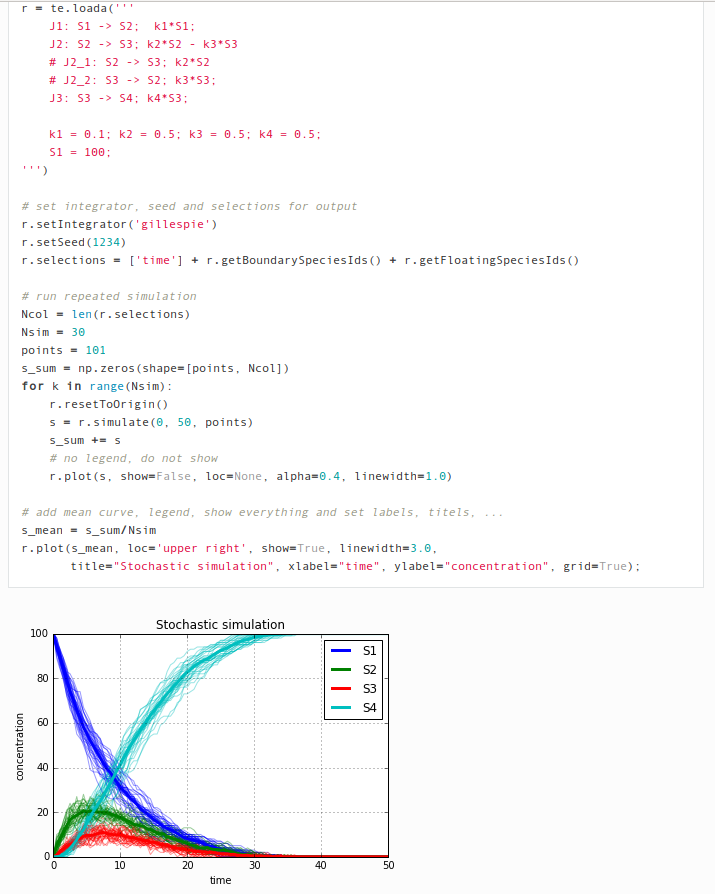 r = te.loada('''
    J1: S1 -> S2;  k1*S1;
    J2: S2 -> S3; k2*S2 - k3*S3
    # J2_1: S2 -> S3; k2*S2
    # J2_2: S3 -> S2; k3*S3;
    J3: S3 -> S4; k4*S3;
    k1 = 0.1; k2 = 0.5; k3 = 0.5; k4 = 0.5;
    S1 = 100;
''')
# set integrator, seed and selections for output
r.setIntegrator('gillespie')
r.setSeed(1234)
r.selections = ['time'] + r.getBoundarySpeciesIds() + r.getFloatingSpeciesIds()
# run repeated simulation
Ncol = len(r.selections)
Nsim = 30
points = 101
s_sum = np.zeros(shape=[points, Ncol])
for k in range(Nsim):
    r.resetToOrigin()
    s = r.simulate(0, 50, points)
    s_sum += s
    # no legend, do not show
    r.plot(s, show=False, loc=None, alpha=0.4, linewidth=1.0)
# add mean curve, legend, show everything and set labels, titels, ...
s_mean = s_sum/Nsim
r.plot(s_mean, loc='upper right', show=True, linewidth=3.0,
       title="Stochastic simulation", xlabel="time", ylabel="concentration", grid=True);
Stochastic simulation
100
80
60
40
20
0
concentration
S1
S2
S3
S4
0 10 20 30 40 50
time